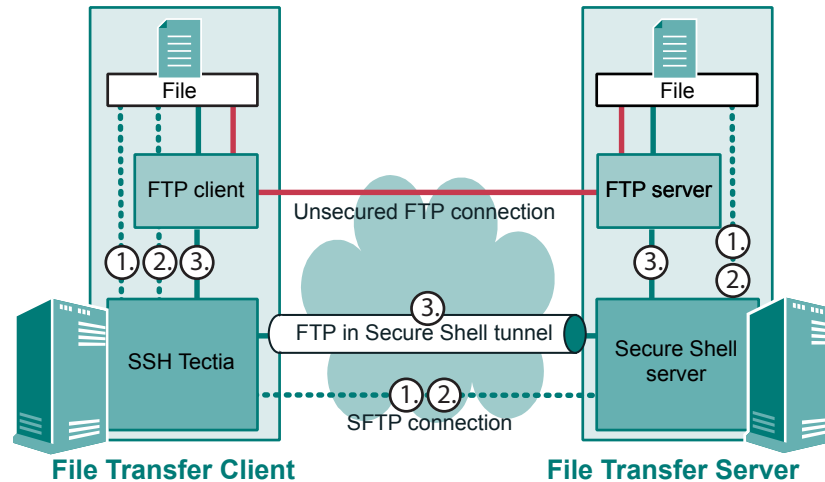 File
File
FTP client
FTP server
Unsecured FTP connection
1.
2.
3.
3.
1.
2.
3.
FTP in Secure Shell tunnel
SSH Tectia
Secure Shell
server
1.
2.
SFTP connection
File Transfer Client
File Transfer Server